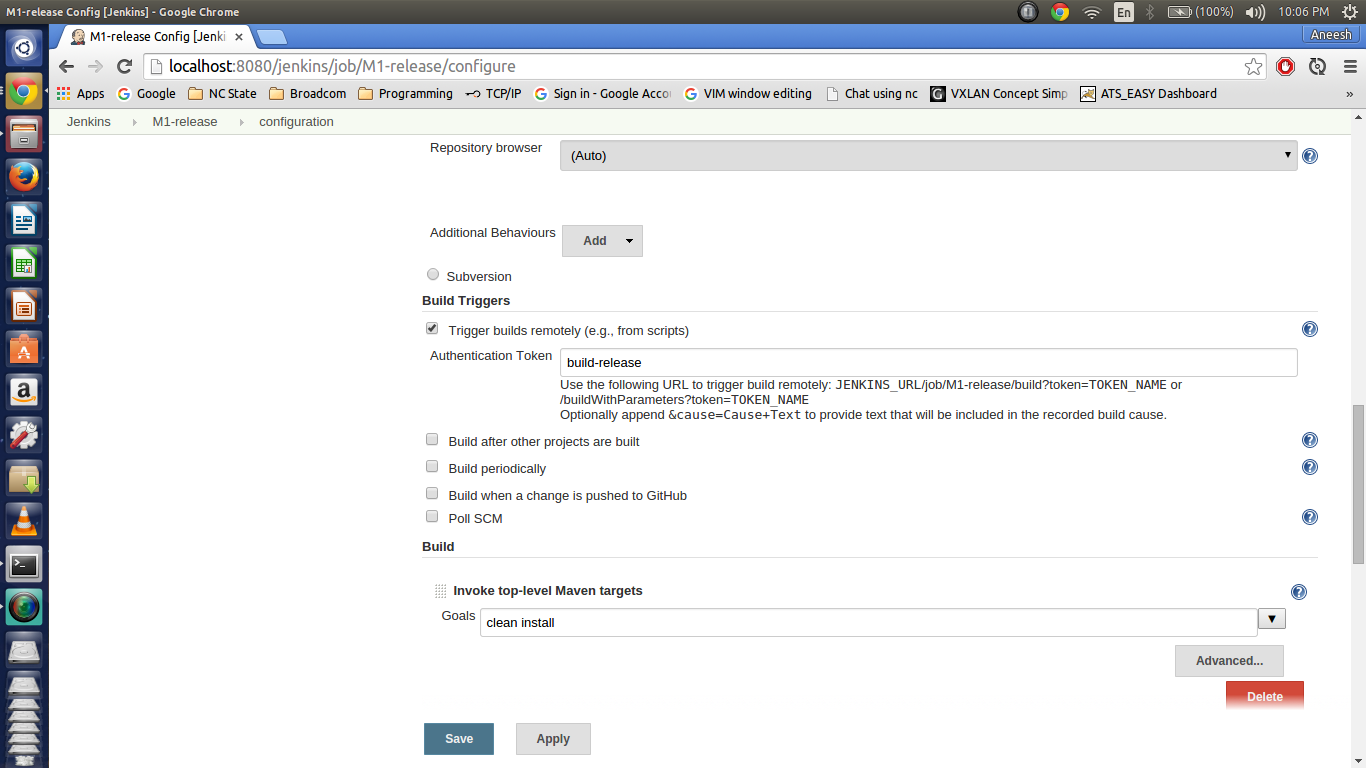 M1-release Config [Jenkins] - Google Chrome
En (100%) 10:06 PM
M1-release Config [Jenki
Aneesh
localhost:8080/jenkins/job/M1-release/configure
Apps Google NC State Broadcom Programming TCP/IP Sign in - Google Acco VIM window editing Chat using nc VXLAN Concept Simp ATS_EASY Dashboard »
Jenkins M1-release configuration
Repository browser
(Auto)
Additional Behaviours
Add
Subversion
Build Triggers
Trigger builds remotely (e.g., from scripts)
Authentication Token
build-release
Use the following URL to trigger build remotely: JENKINS_URL/job/M1-release/build?token=TOKEN_NAME or
/buildWithParameters?token=TOKEN_NAME
Optionally append &cause=Cause+Text to provide text that will be included in the recorded build cause.
Build after other projects are built
Build periodically
Build when a change is pushed to GitHub
Poll SCM
Build
Invoke top-level Maven targets
Goals
clean install
Advanced...
Delete
Save Apply